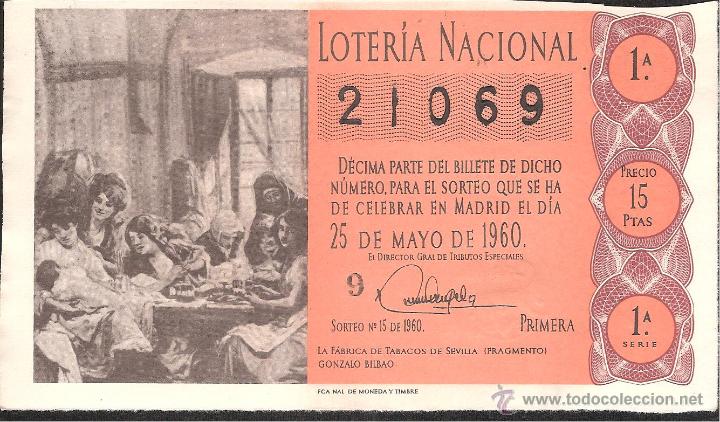 LOTERÍA NACIONAL
1ª.
21069
DÉCIMA PARTE DEL BILLETE DE DICHO
NÚMERO, PARA EL SORTEO QUE SE HA
DE CELEBRAR EN MADRID EL DÍA
25 DE MAYO DE 1960.
PRECIO
15
PTAS
EL DIRECTOR GRAL DE TRIBUTOS ESPECIALES
9
SORTEO Nº 15 DE 1960.
PRIMERA
1ª.
SERIE
LA FÁBRICA DE TABACOS DE SEVILLA (FRAGMENTO)
GONZALO BILBAO
FCA NAL DE MONEDA Y TIMBRE
www.todocoleccion.net